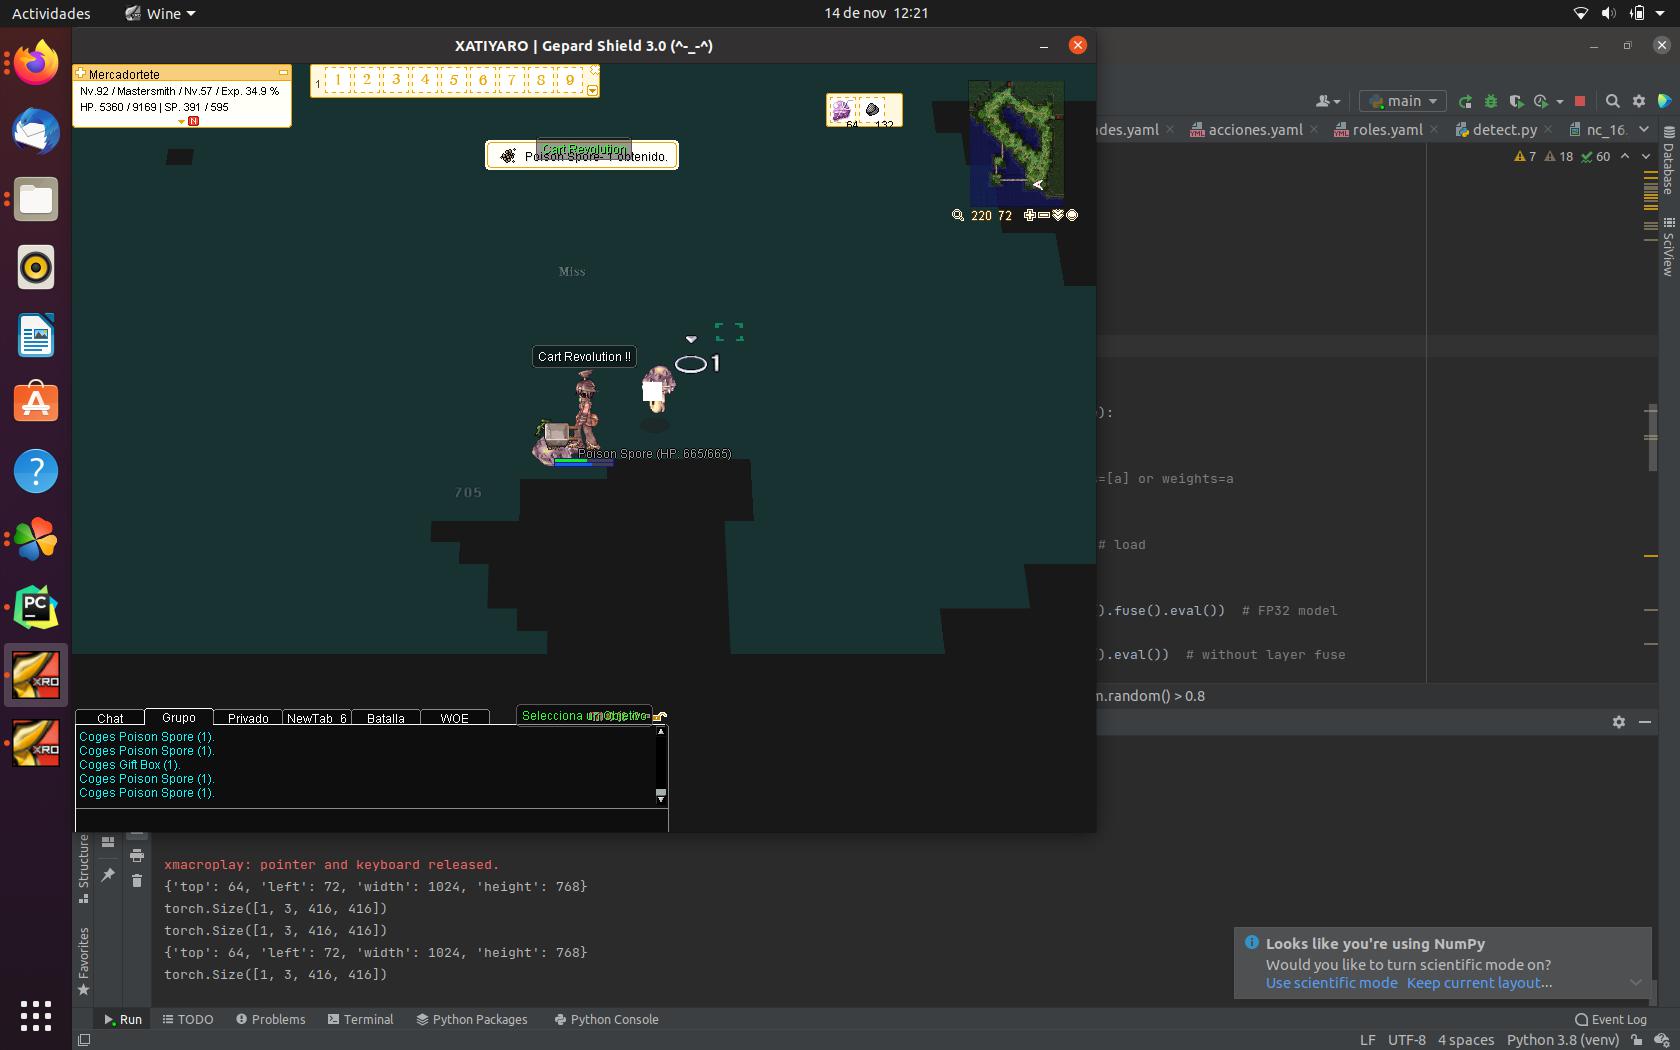 Actividades
Wine
14 de nov 12:21
XATIYARO | Gepard Shield 3.0 (^-_-^)
Mercadortete
Nv.92 / Mastersmith / Nv.57 / Exp. 34.9 %
HP. 5360 / 9169 | SP. 391 / 595
N
1 1 2 3 4 5 6 7 8 9
64 132
Cart Revolution
Poison Spore- 1 obtenido.
220 72
Miss
Cart Revolution !!
1
Poison Spore (HP: 665/665)
705
Chat Grupo Privado NewTab_6 Batalla WOE
Selecciona un Objetivo
Coges Poison Spore (1).
Coges Poison Spore (1).
Coges Gift Box (1).
Coges Poison Spore (1).
Coges Poison Spore (1).
main
des.yaml acciones.yaml roles.yaml detect.py nc_16.
7 18 60
Database
SciView
):
=[a] or weights=a
# load
).fuse().eval()) # FP32 model
).eval()) # without layer fuse
m.random() > 0.8
PC
XRO
XRO
Structure
Favorites
xmacroplay: pointer and keyboard released.
{'top': 64, 'left': 72, 'width': 1024, 'height': 768}
torch.Size([1, 3, 416, 416])
torch.Size([1, 3, 416, 416])
{'top': 64, 'left': 72, 'width': 1024, 'height': 768}
torch.Size([1, 3, 416, 416])
Looks like you're using NumPy
Would you like to turn scientific mode on?
Use scientific mode Keep current layout...
Run TODO Problems Terminal Python Packages Python Console
Event Log
LF UTF-8 4 spaces Python 3.8 (venv)